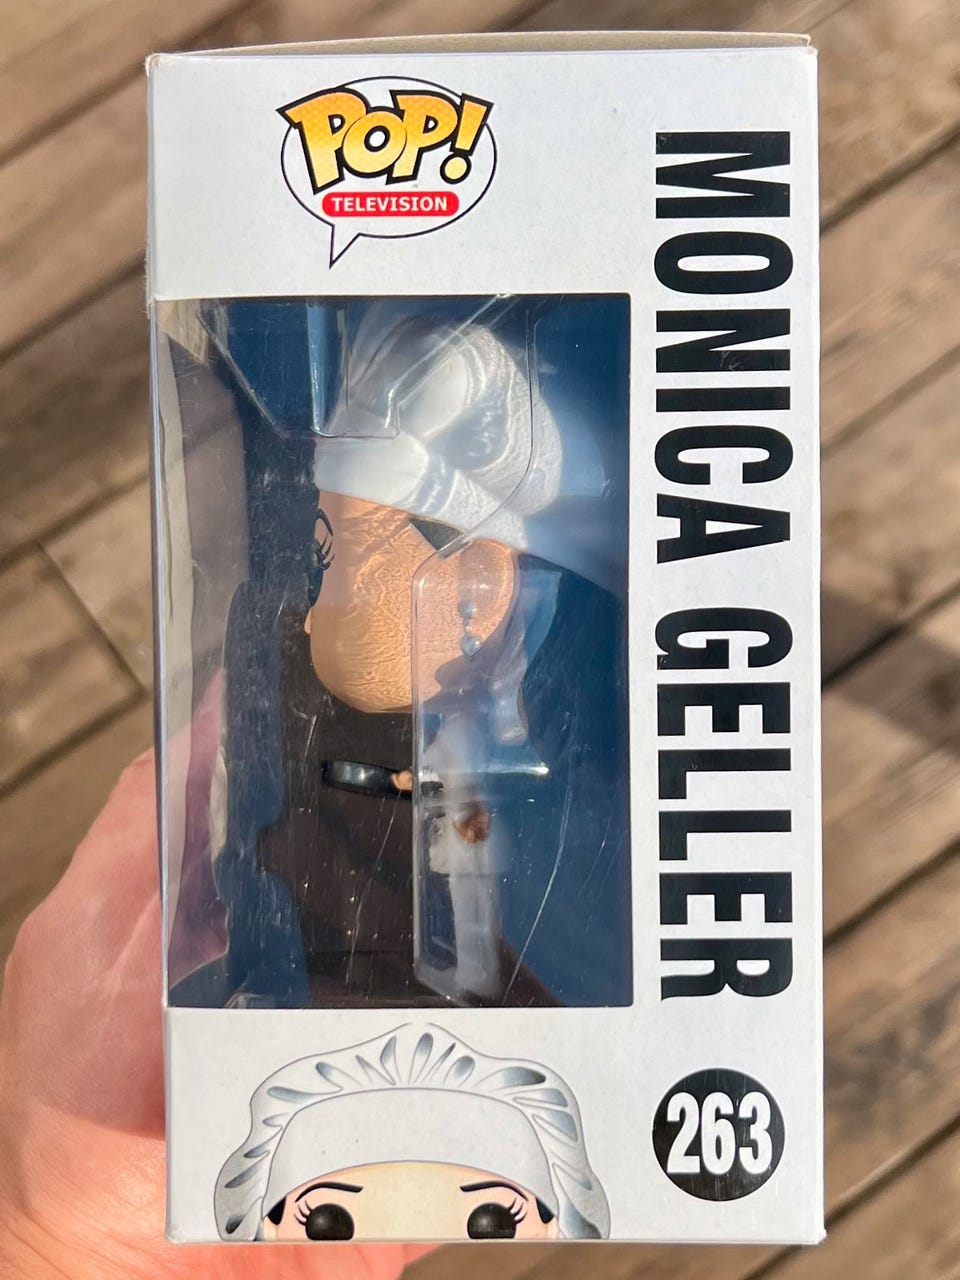 POP!
TELEVISION
MONICA GELLER
263